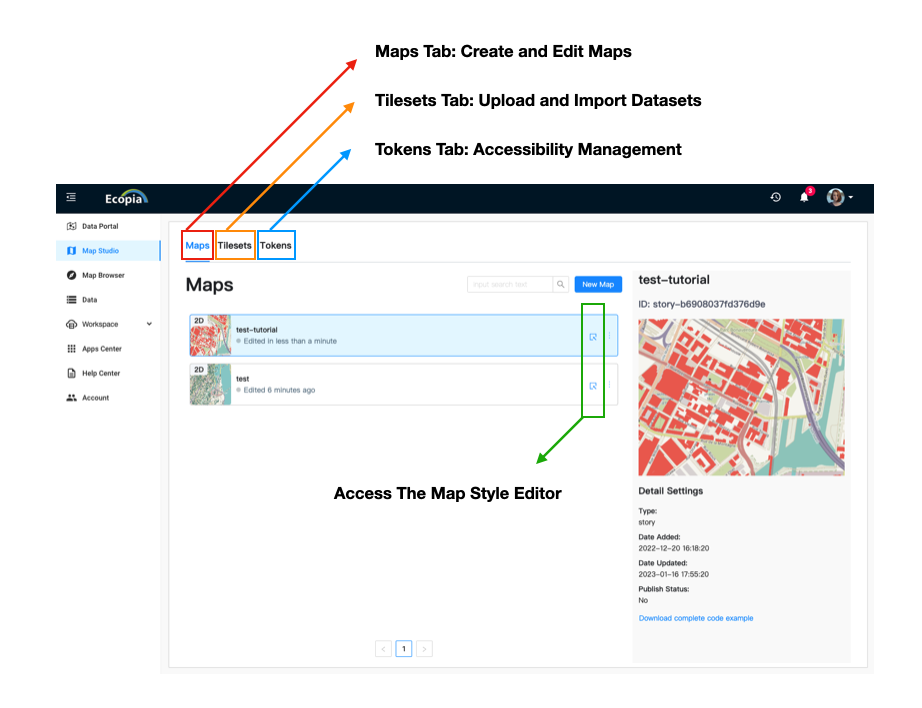 Maps Tab: Create and Edit Maps
Tilesets Tab: Upload and Import Datasets
Tokens Tab: Accessibility Management
Ecopia
3
Data Portal
Map Studio
Map Browser
Data
Workspace
Apps Center
Help Center
Account
Maps Tilesets Tokens
Maps
Input search text
New Map
2D
test-tutorial
Edited in less than a minute
2D
test
Edited 6 minutes ago
Access The Map Style Editor
1
test-tutorial
ID: story-b6908037fd376d9e
Detail Settings
Type:
story
Date Added:
2022-12-20 16:18:20
Date Updated:
2023-01-16 17:55:20
Publish Status:
No
Download complete code example